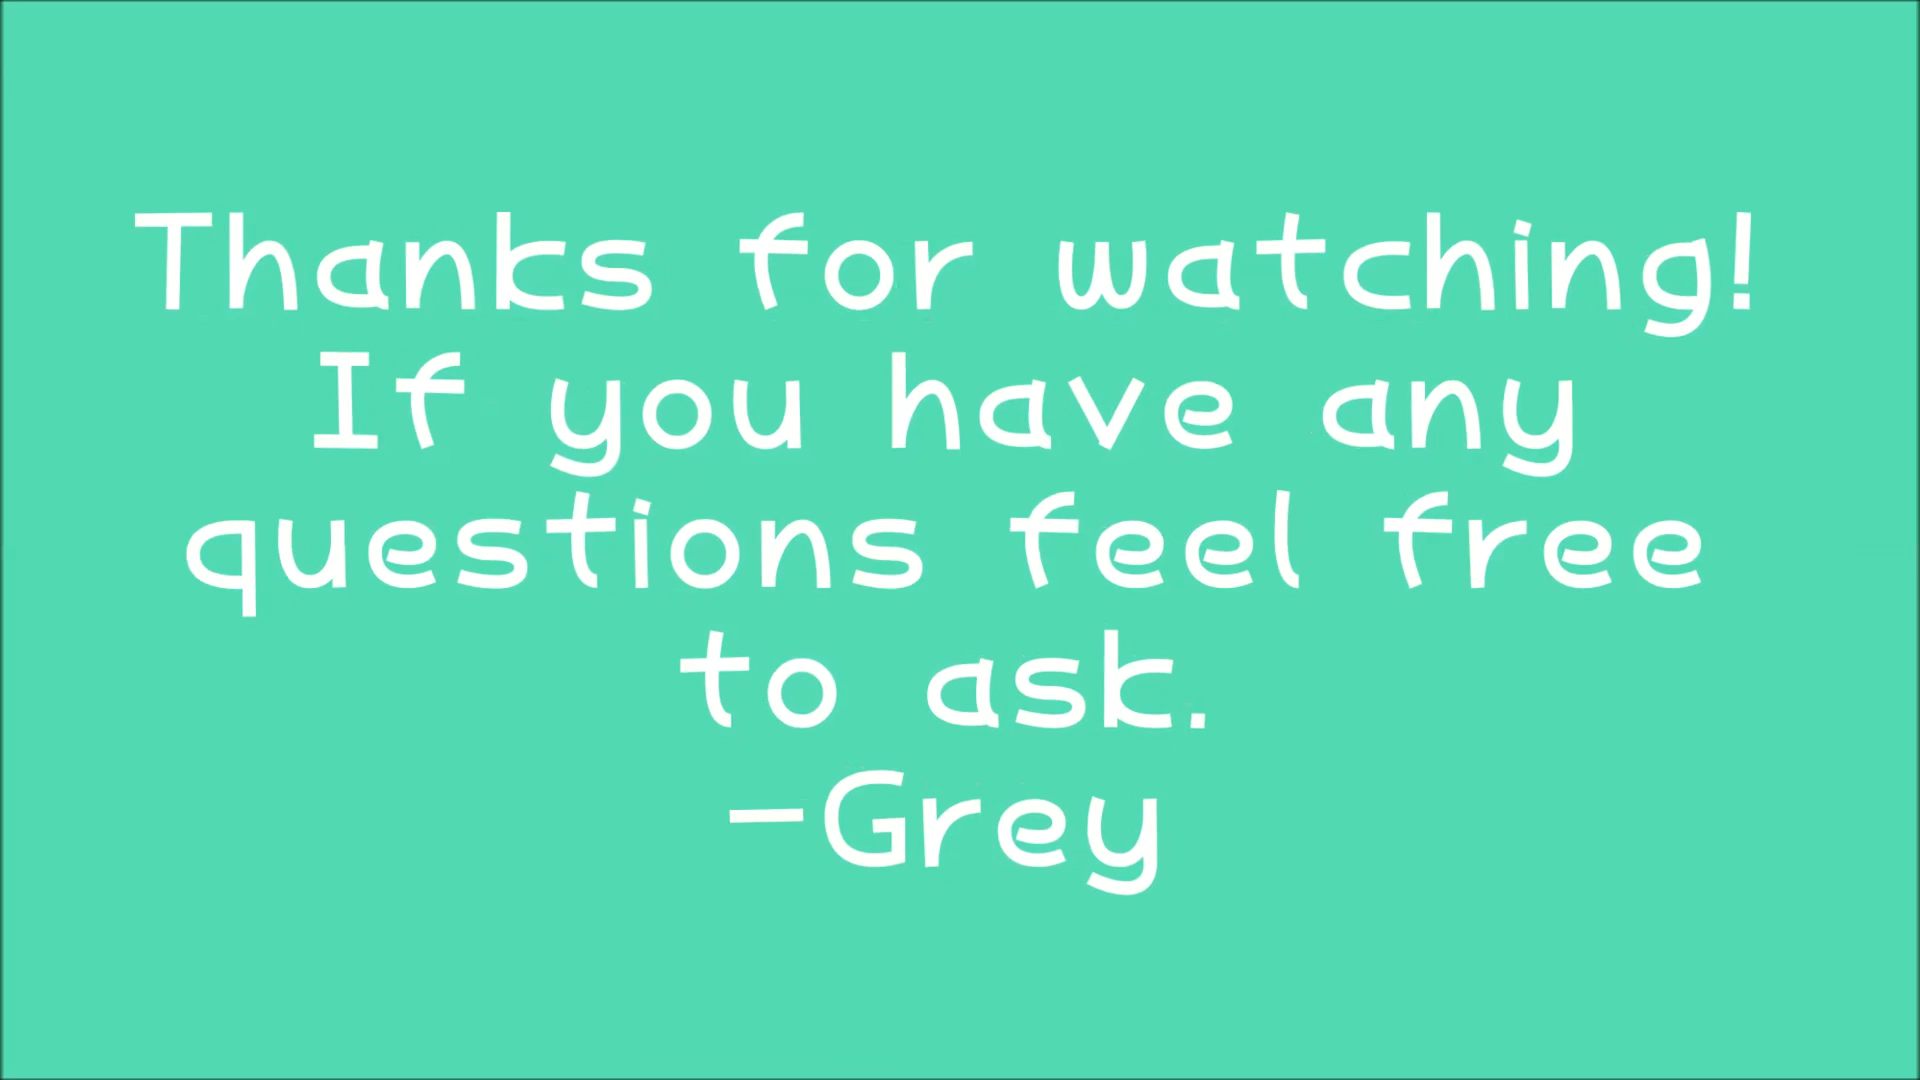 Thanks for watching!
If you have any
questions feel free
to ask.
-Grey